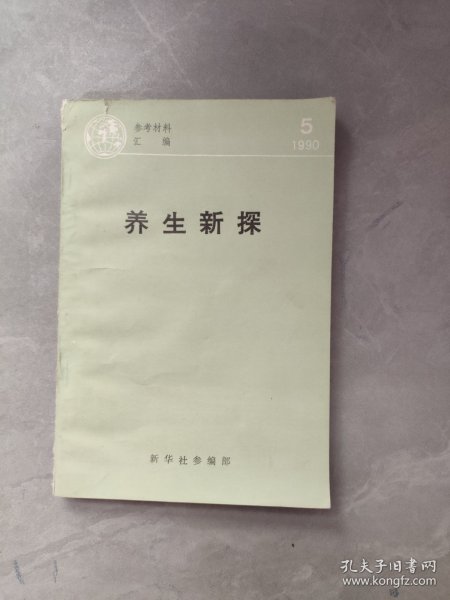 参考材料
汇编
5
1990
养生新探
新华社参编部
孔夫子旧书网
www.kongfz.com